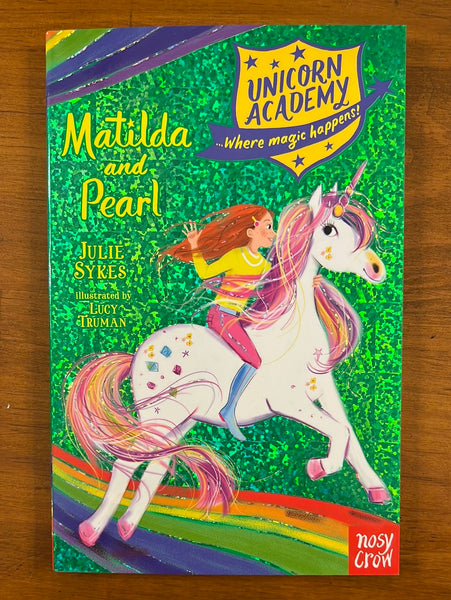 UNICORN
ACADEMY
...Where magic happens!
Matilda
and
Pearl
JULIE
SYKES
illustrated by
LUCY
TRUMAN
nosy
crow